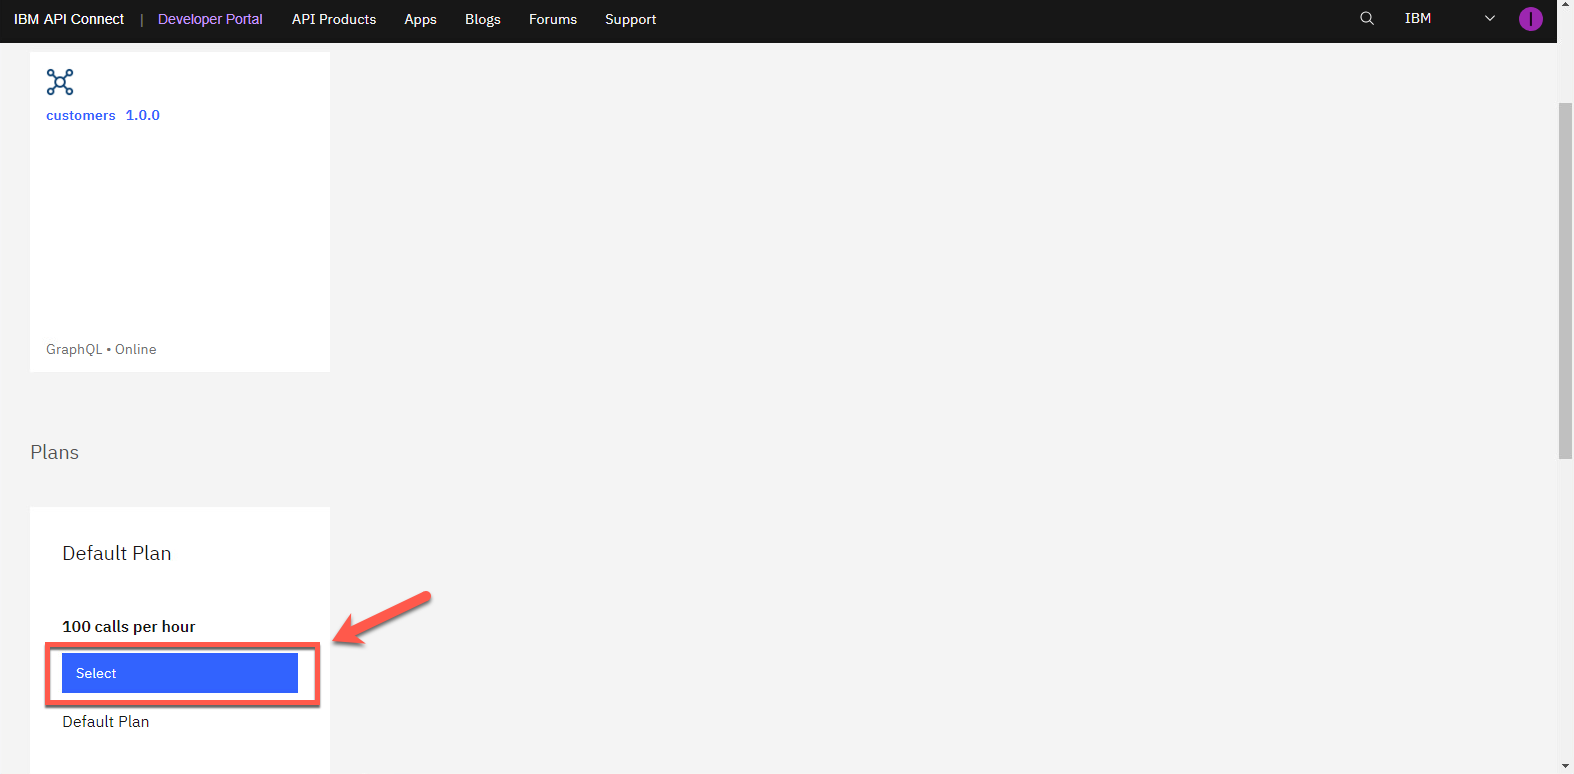 IBM API Connect | Developer Portal API Products Apps Blogs Forums Support IBM I
customers 1.0.0
GraphQL • Online
Plans
Default Plan
100 calls per hour
Select
Default Plan